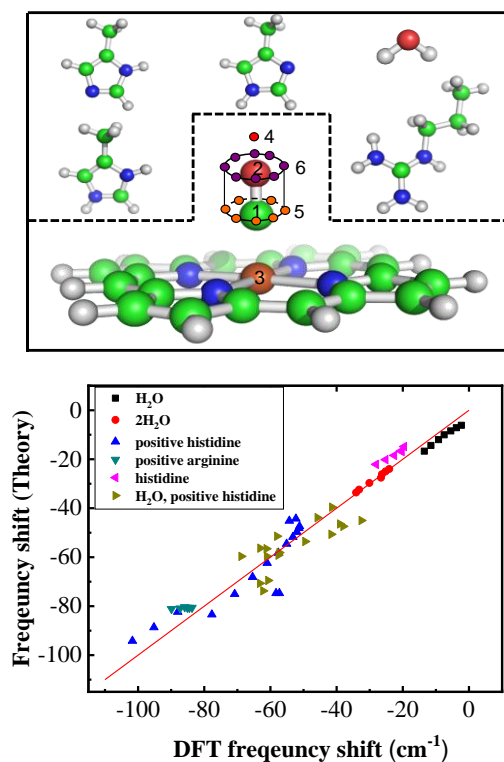 4
2
6
1
5
3
H₂O
2H₂O
positive histidine
positive arginine
histidine
H₂O, positive histidine
0
-20
-40
-60
-80
-100
Freqeuncy shift (Theory)
-100 -80 -60 -40 -20 0
DFT freqeuncy shift (cm⁻¹)